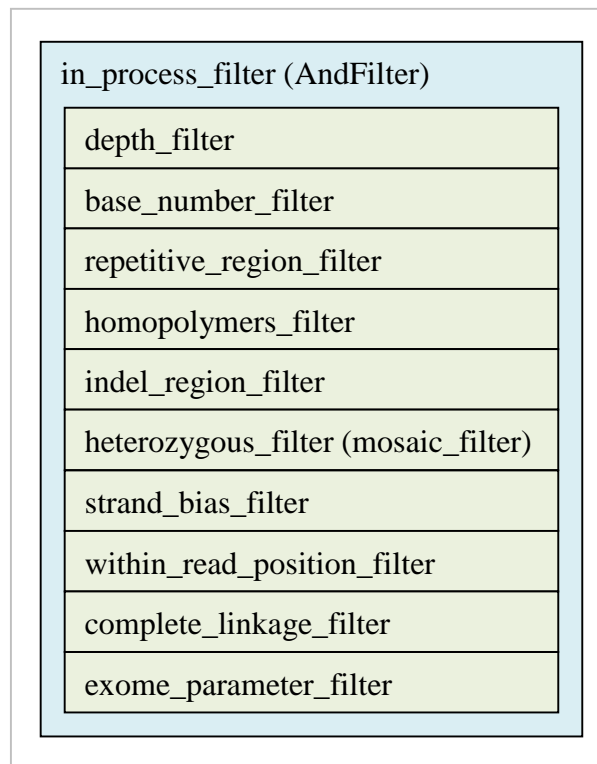 in_process_filter (AndFilter)
depth_filter
base_number_filter
repetitive_region_filter
homopolymers_filter
indel_region_filter
heterozygous_filter (mosaic_filter)
strand_bias_filter
within_read_position_filter
complete_linkage_filter
exome_parameter_filter